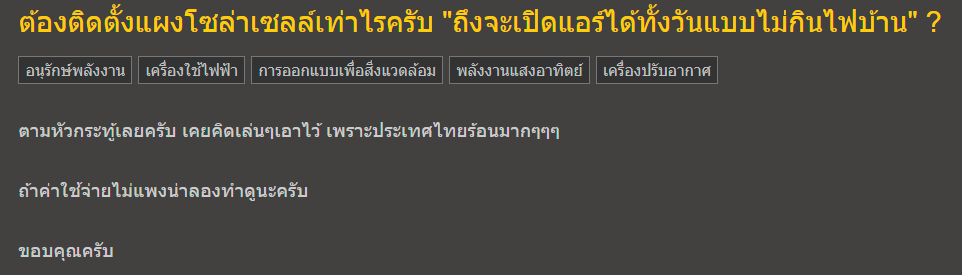 ต้องติดตั้งแผงโซล่าเซลล์เท่าไรครับ "ถึงจะเปิดแอร์ได้ทั้งวันแบบไม่กินไฟบ้าน" ?
อนุรักษ์พลังงาน เครื่องใช้ไฟฟ้า การออกแบบเพื่อสิ่งแวดล้อม พลังงานแสงอาทิตย์ เครื่องปรับอากาศ
ตามหัวกระทู้เลยครับ เคยคิดเล่นๆเอาไว้ เพราะประเทศไทยร้อนมากๆๆๆ
ถ้าค่าใช้จ่ายไม่แพงน่าลองทำดูนะครับ
ขอบคุณครับ